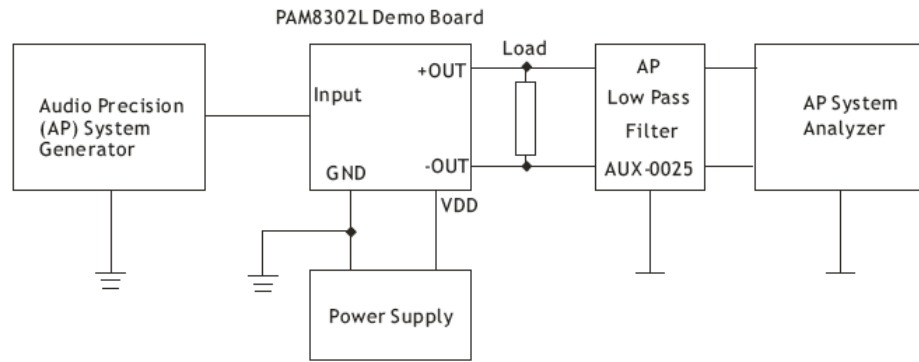 PAM8302L Demo Board
Audio Precision
(AP) System
Generator
Input
+OUT
-OUT
GND
VDD
Load
AP
Low Pass
Filter
AUX-0025
AP System
Analyzer
Power Supply